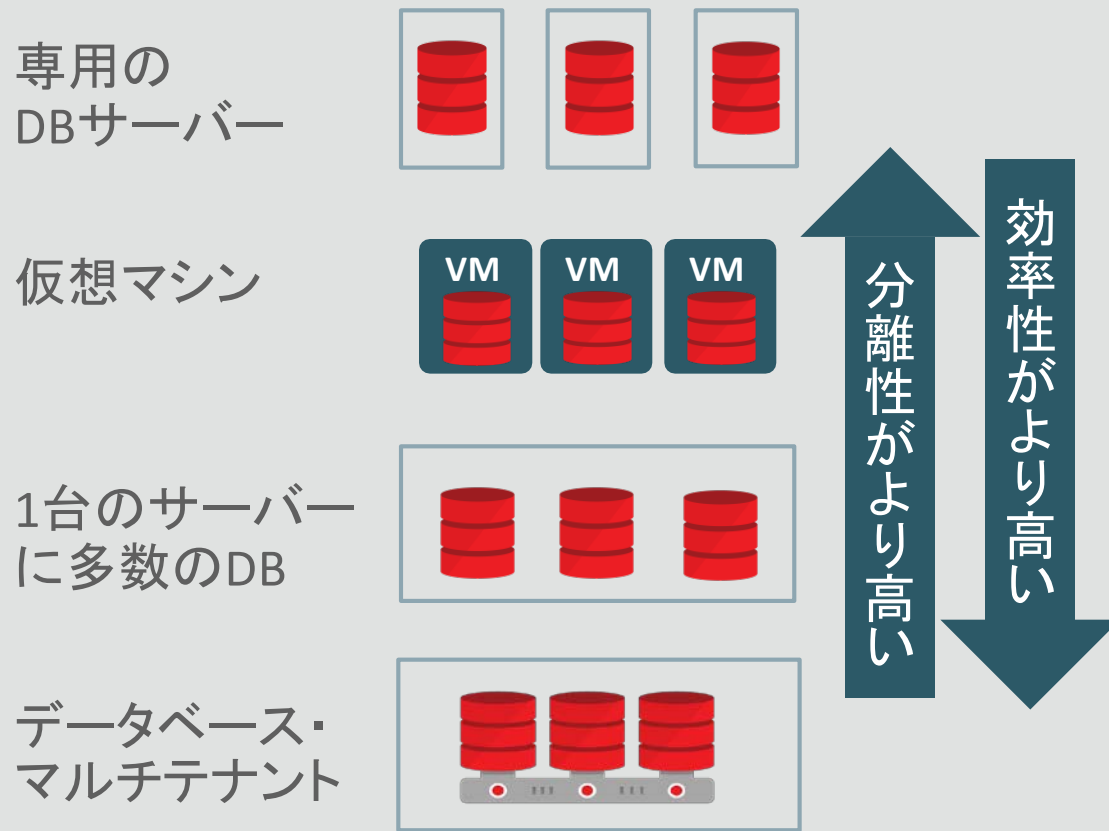 専用の
DBサーバー
仮想マシン
VM
VM
VM
1台のサーバー
に多数のDB
データベース・
マルチテナント
分離性がより高い
効率性がより高い